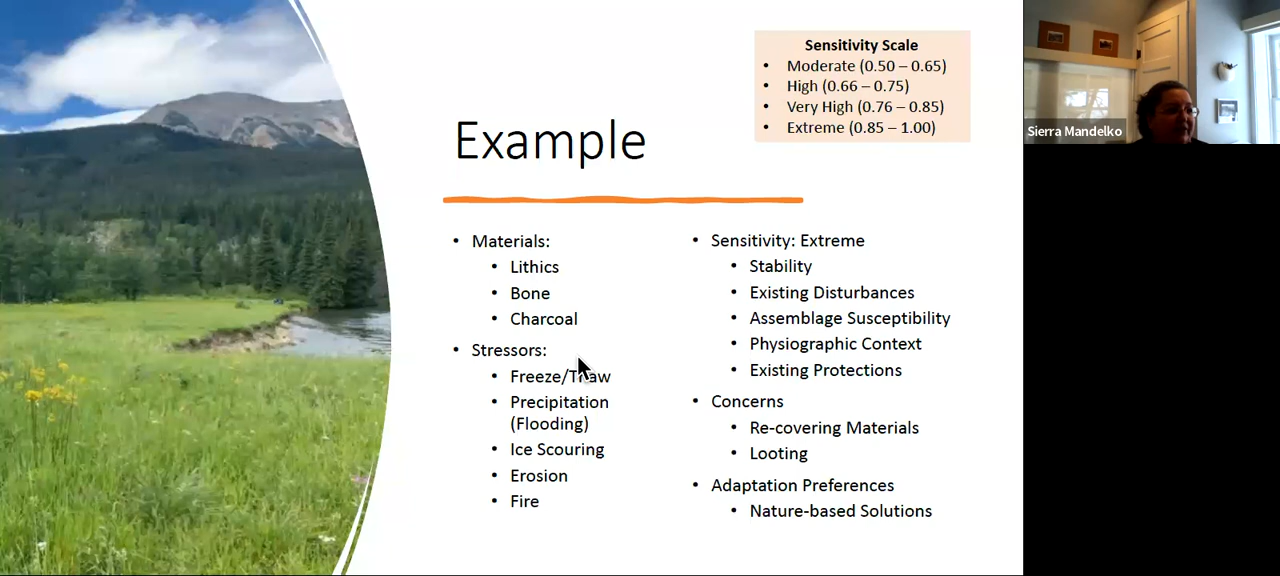 Sensitivity Scale
• Moderate (0.50 – 0.65)
• High (0.66 – 0.75)
• Very High (0.76 – 0.85)
• Extreme (0.85 – 1.00)
Example
• Materials:
• Lithics
• Bone
• Charcoal
• Stressors:
• Freeze/Thaw
• Precipitation
(Flooding)
• Ice Scouring
• Erosion
• Fire
• Sensitivity: Extreme
• Stability
• Existing Disturbances
• Assemblage Susceptibility
• Physiographic Context
• Existing Protections
• Concerns
• Re-covering Materials
• Looting
• Adaptation Preferences
• Nature-based Solutions
Sierra Mandelko